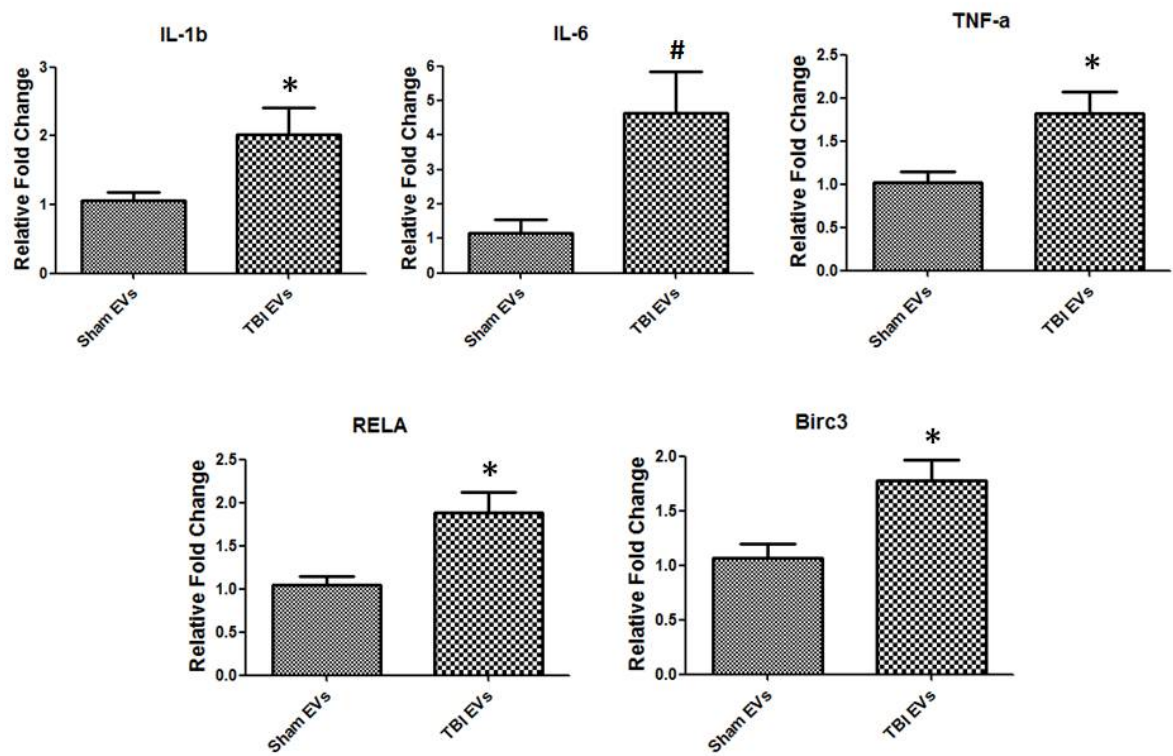 IL-1b
Relative Fold Change
3
2
1
0
*
Sham EVs
TBI EVs
IL-6
Relative Fold Change
6
5
4
3
2
1
0
#
Sham EVs
TBI EVs
TNF-a
Relative Fold Change
2.5
2.0
1.5
1.0
0.5
0.0
*
Sham EVs
TBI EVs
RELA
Relative Fold Change
2.5
2.0
1.5
1.0
0.5
0.0
*
Sham EVs
TBI EVs
Birc3
Relative Fold Change
2.0
1.5
1.0
0.5
0.0
*
Sham EVs
TBI EVs